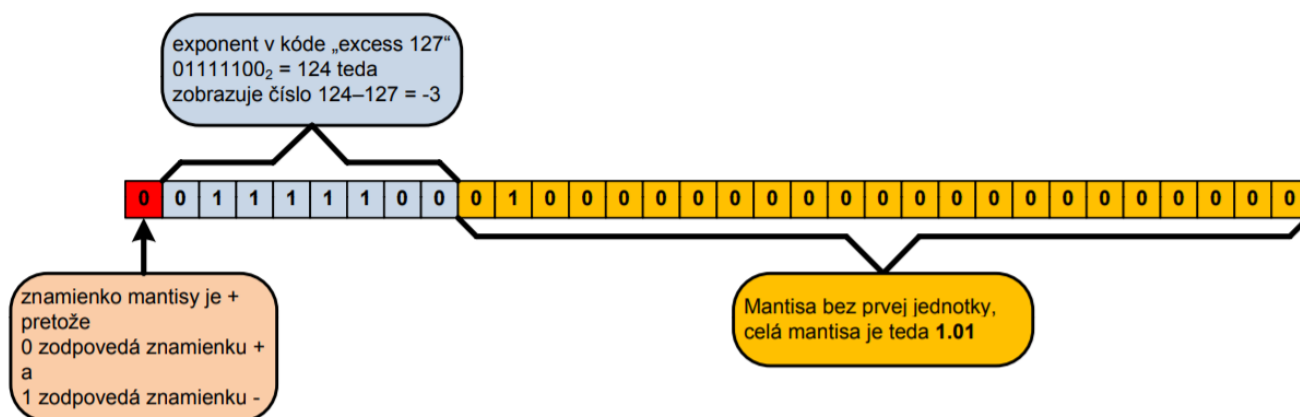 exponent v kóde „excess 127“
01111100₂ = 124 teda
zobrazuje číslo 124–127 = -3
0 0 1 1 1 1 1 0 0 0 1 0 0 0 0 0 0 0 0 0 0 0 0 0 0 0 0 0 0 0 0 0
znamienko mantisy je +
pretože
0 zodpovedá znamienku +
a
1 zodpovedá znamienku -
Mantisa bez prvej jednotky,
celá mantisa je teda 1.01